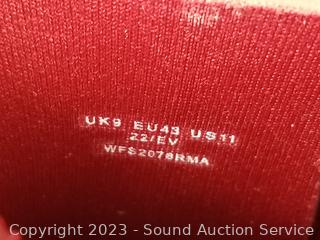 UK9 EU43 US11
22/EV
WFS2078RMA
Copyright © 2023 - Sound Auction Service